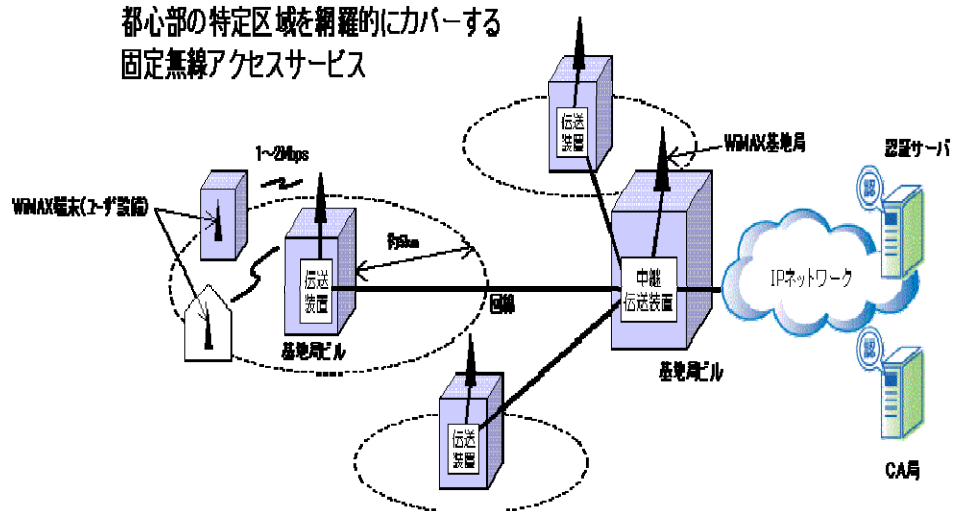 都心部の特定区域を網羅的にカバーする
固定無線アクセスサービス
伝送
装置
WiMAX基地局
認証サーバ
1～2Mbps
WiMAX端末(ユーザ設備)
約5km
伝送
装置
中継
伝送装置
IPネットワーク
回線
基地局ビル
基地局ビル
伝送
装置
CA局